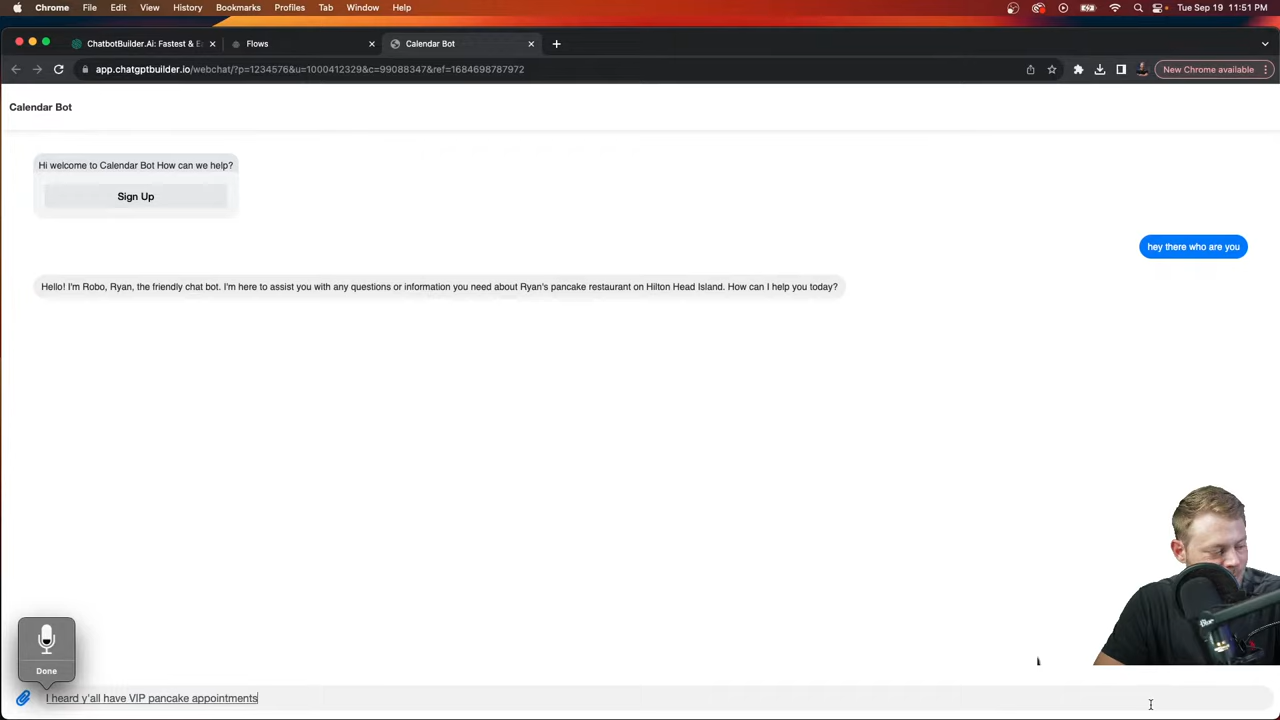 Chrome File Edit View History Bookmarks Profiles Tab Window Help Tue Sep 19 11:51 PM
ChatbotBuilder.Ai: Fastest & E Flows Calendar Bot
app.chatgptbuilder.io/webchat/?p=1234576&u=1000412329&c=99088347&ref=1684698787972 New Chrome available
Calendar Bot
Hi welcome to Calendar Bot How can we help?
Sign Up
hey there who are you
Hello! I'm Robo, Ryan, the friendly chat bot. I'm here to assist you with any questions or information you need about Ryan's pancake restaurant on Hilton Head Island. How can I help you today?
Done
I heard y'all have VIP pancake appointments
Blue